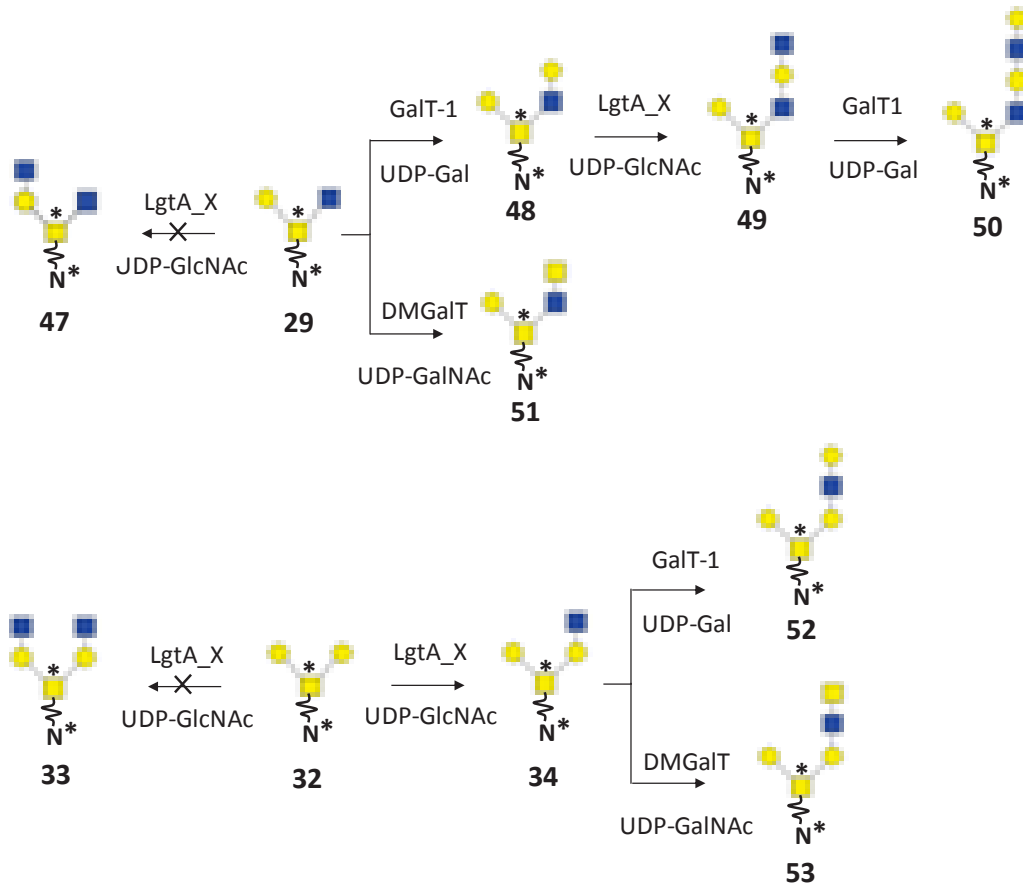 GalT-1
UDP-Gal
LgtA_X
UDP-GlcNAc
GalT1
UDP-Gal
LgtA_X
UDP-GlcNAc
*
N*
47
*
N*
29
*
N*
48
*
N*
49
*
N*
50
DMGalT
UDP-GalNAc
*
N*
51
LgtA_X
UDP-GlcNAc
LgtA_X
UDP-GlcNAc
*
N*
33
*
N*
32
*
N*
34
GalT-1
UDP-Gal
*
N*
52
DMGalT
UDP-GalNAc
*
N*
53